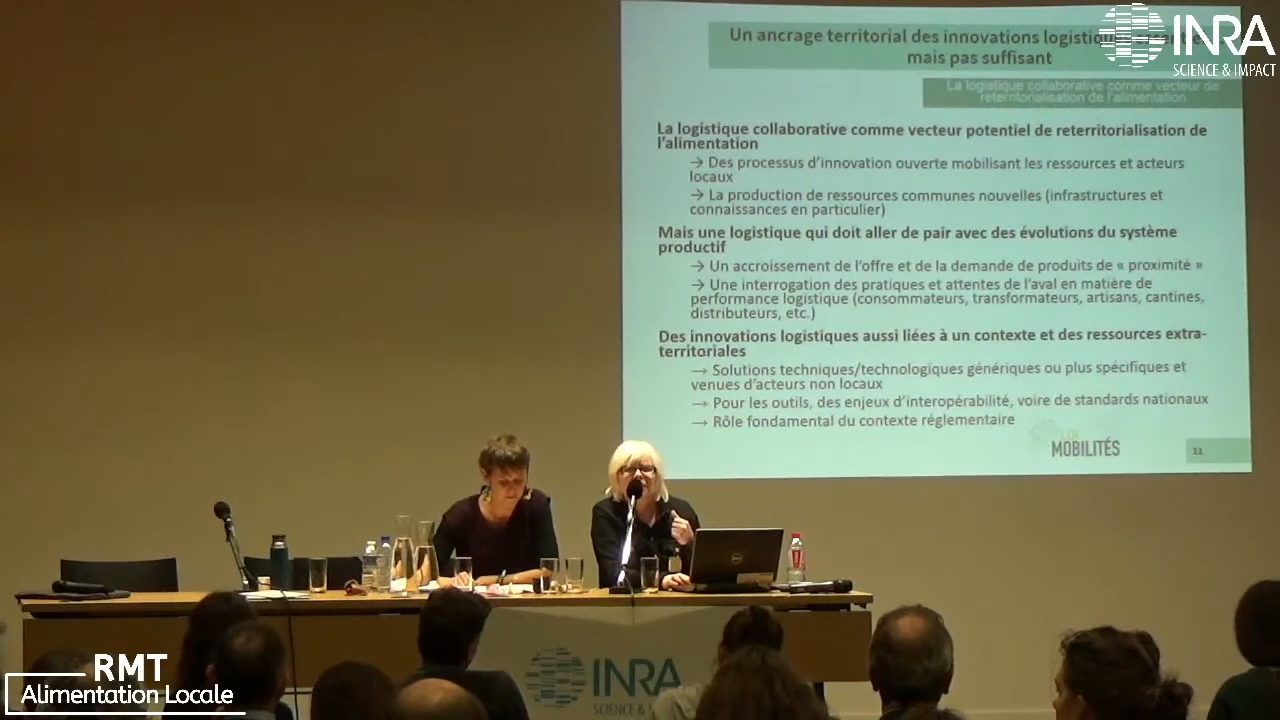 Un ancrage territorial des innovations logistiques
mais pas suffisant
La logistique collaborative comme vecteur de
reterritorialisation de l'alimentation
La logistique collaborative comme vecteur potentiel de reterritorialisation de
l'alimentation
→ Des processus d'innovation ouverte mobilisant les ressources et acteurs
locaux
→ La production de ressources communes nouvelles (infrastructures et
connaissances en particulier)
Mais une logistique qui doit aller de pair avec des évolutions du système
productif
→ Un accroissement de l'offre et de la demande de produits de « proximité »
→ Une interrogation des pratiques et attentes de l'aval en matière de
performance logistique (consommateurs, transformateurs, artisans, cantines,
distributeurs, etc.)
Des innovations logistiques aussi liées à un contexte et des ressources extra-
territoriales
→ Solutions techniques/technologiques génériques ou plus spécifiques et
venues d'acteurs non locaux
→ Pour les outils, des enjeux d'interopérabilité, voire de standards nationaux
→ Rôle fondamental du contexte réglementaire
MOBILITÉS
11
INRA
SCIENCE & IMPACT
DELL
INRA
SCIENCE &
RMT
Alimentation Locale